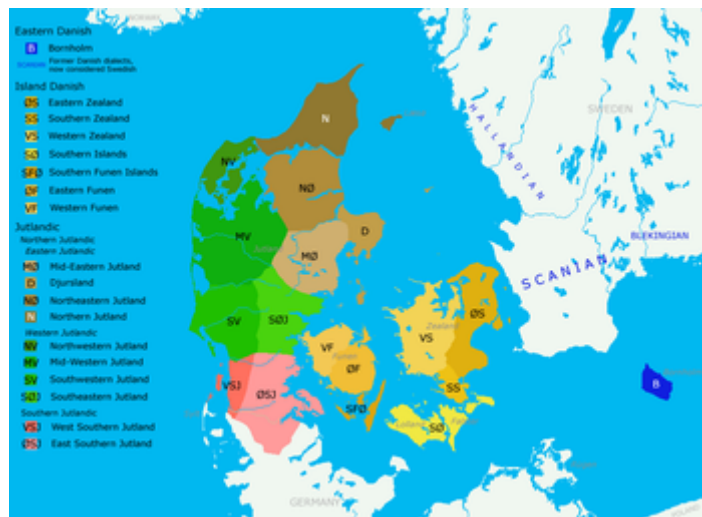 Eastern Danish
B Bornholm
SCANIAN Former Danish dialects,
now considered Swedish
Island Danish
ØS Eastern Zealand
SS Southern Zealand
VS Western Zealand
SØ Southern Islands
SFØ Southern Funen Islands
ØF Eastern Funen
VF Western Funen
Jutlandic
Northern Jutlandic
Eastern Jutlandic
MØ Mid-Eastern Jutland
D Djursland
NØ Northeastern Jutland
N Northern Jutland
Western Jutlandic
NV Northwestern Jutland
MV Mid-Western Jutland
SV Southwestern Jutland
SØJ Southeastern Jutland
Southern Jutlandic
VSJ West Southern Jutland
ØSJ East Southern Jutland
NORWAY
N
SWEDEN
HALLANDIAN
NV
NØ
MV
D
MØ
BLEKINGIAN
SCANIAN
SV
SØJ
ØS
Zealand
VS
VF
Funen
ØF
VSJ
ØSJ
SS
B
SFØ
Lolland
SØ
GERMANY